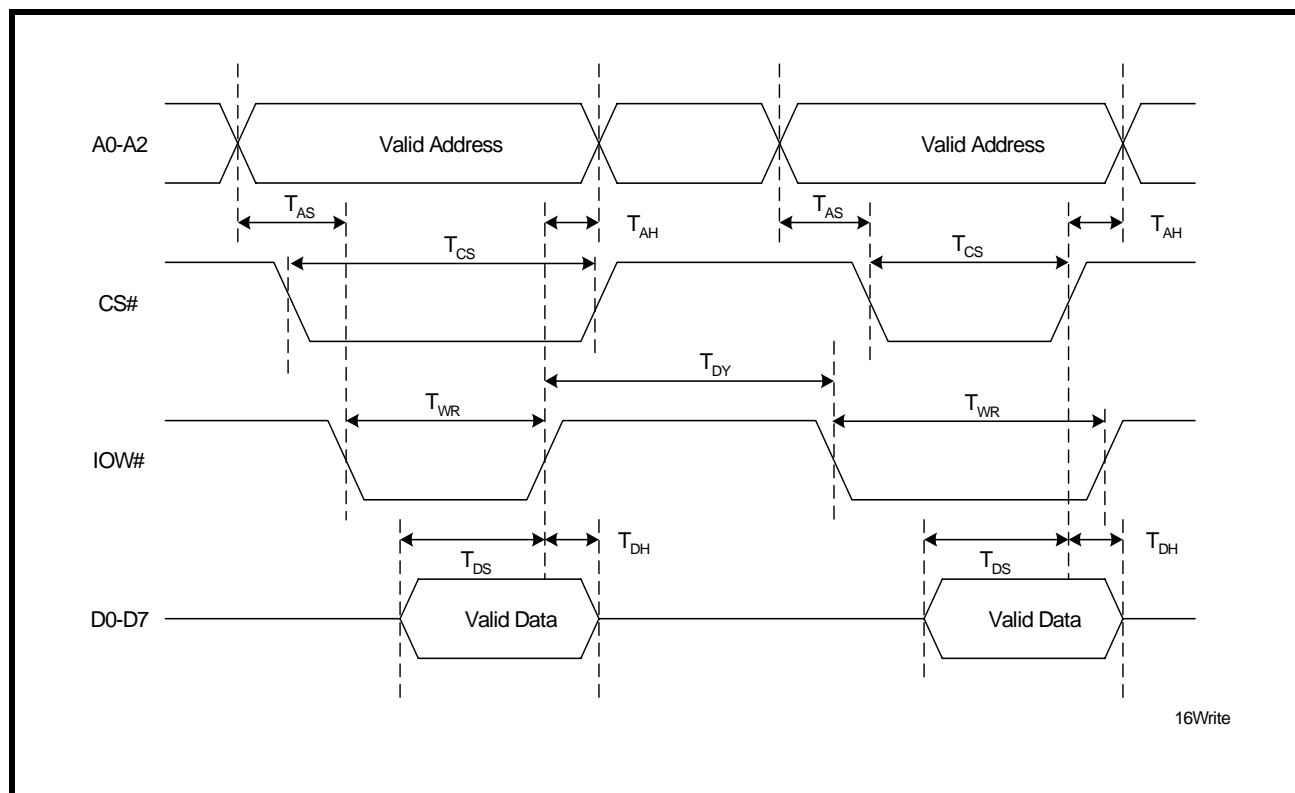 A0-A2
Valid Address
Valid Address
TAS
TAH
TAS
TAH
TCS
TCS
CS#
TDY
TWR
TWR
IOW#
TDH
TDH
TDS
TDS
D0-D7
Valid Data
Valid Data
16Write